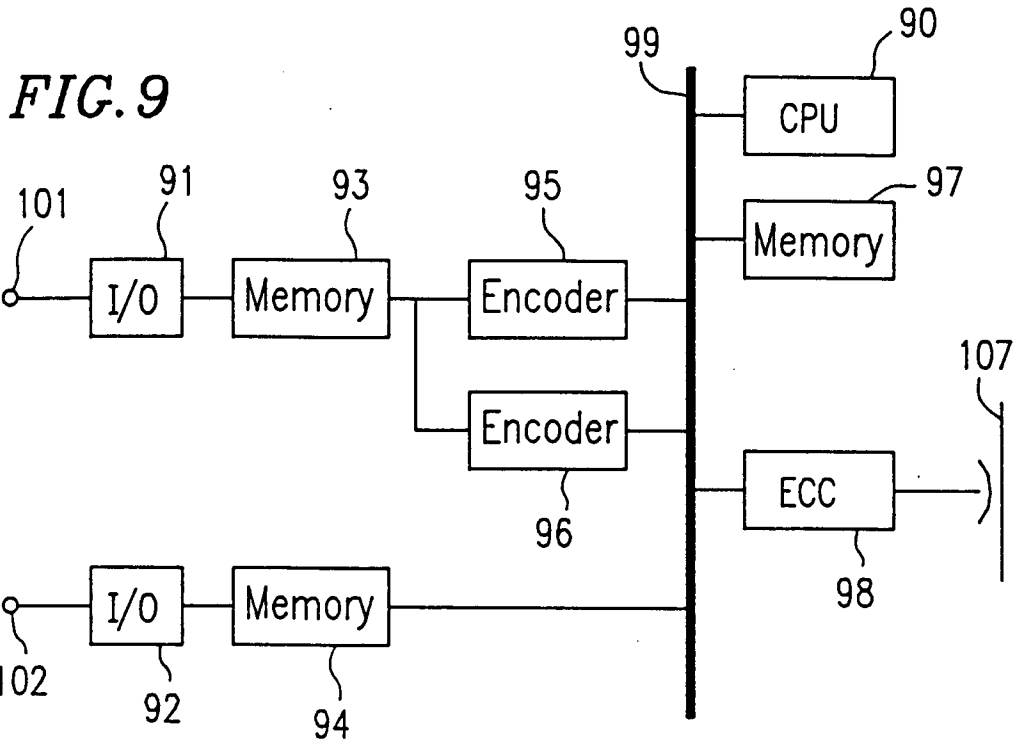 FIG. 9
99
90
CPU
101
91
93
95
97
I/O
Memory
Encoder
Memory
107
Encoder
ECC
96
98
I/O
Memory
102
92
94